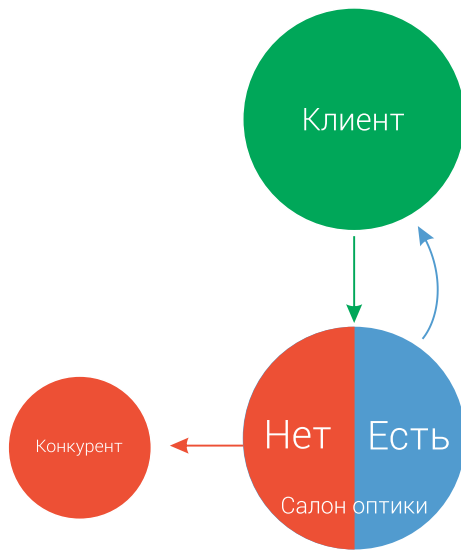 Клиент
Нет Есть
Конкурент
Салон оптики